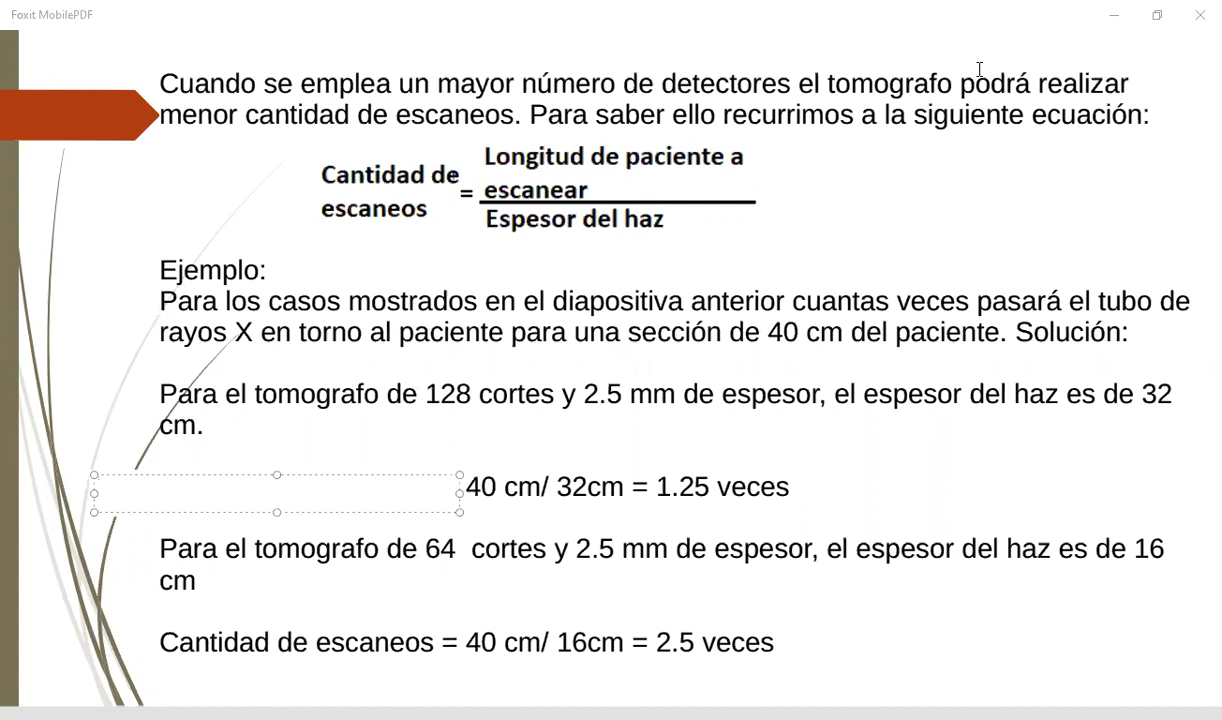 Foxit MobilePDF
Cuando se emplea un mayor número de detectores el tomografo podrá realizar
menor cantidad de escaneos. Para saber ello recurrimos a la siguiente ecuación:
Cantidad de escaneos = Longitud de paciente a escanear
Espesor del haz
Ejemplo:
Para los casos mostrados en el diapositiva anterior cuantas veces pasará el tubo de
rayos X en torno al paciente para una sección de 40 cm del paciente. Solución:
Para el tomografo de 128 cortes y 2.5 mm de espesor, el espesor del haz es de 32
cm.
40 cm/ 32cm = 1.25 veces
Para el tomografo de 64 cortes y 2.5 mm de espesor, el espesor del haz es de 16
cm
Cantidad de escaneos = 40 cm/ 16cm = 2.5 veces